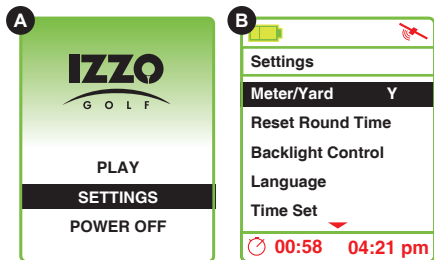 A
IZZO
GOLF
PLAY
SETTINGS
POWER OFF
B
Settings
Meter/Yard Y
Reset Round Time
Backlight Control
Language
Time Set
00:58 04:21 pm